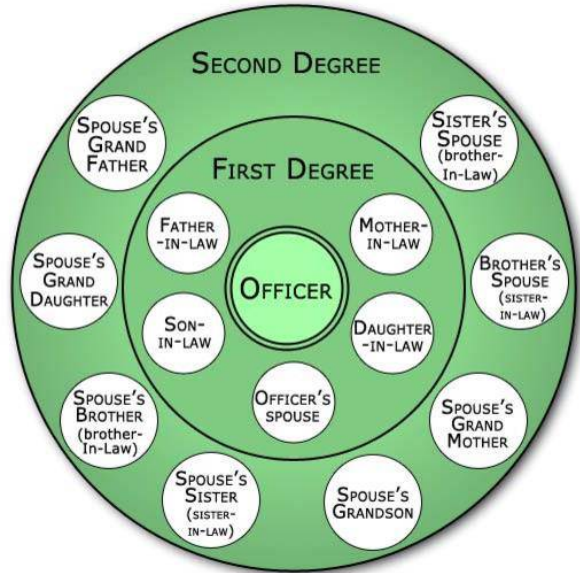 SECOND DEGREE
SPOUSE'S
GRAND
FATHER
SISTER'S
SPOUSE
(brother-
In-Law)
FIRST DEGREE
FATHER
-IN-LAW
MOTHER-
IN-LAW
OFFICER
SPOUSE'S
GRAND
DAUGHTER
BROTHER'S
SPOUSE
(SISTER-
IN-LAW)
SON-
IN-LAW
DAUGHTER
-IN-LAW
OFFICER'S
SPOUSE
SPOUSE'S
BROTHER
(brother-
In-Law)
SPOUSE'S
GRAND
MOTHER
SPOUSE'S
SISTER
(SISTER-
IN-LAW)
SPOUSE'S
GRANDSON